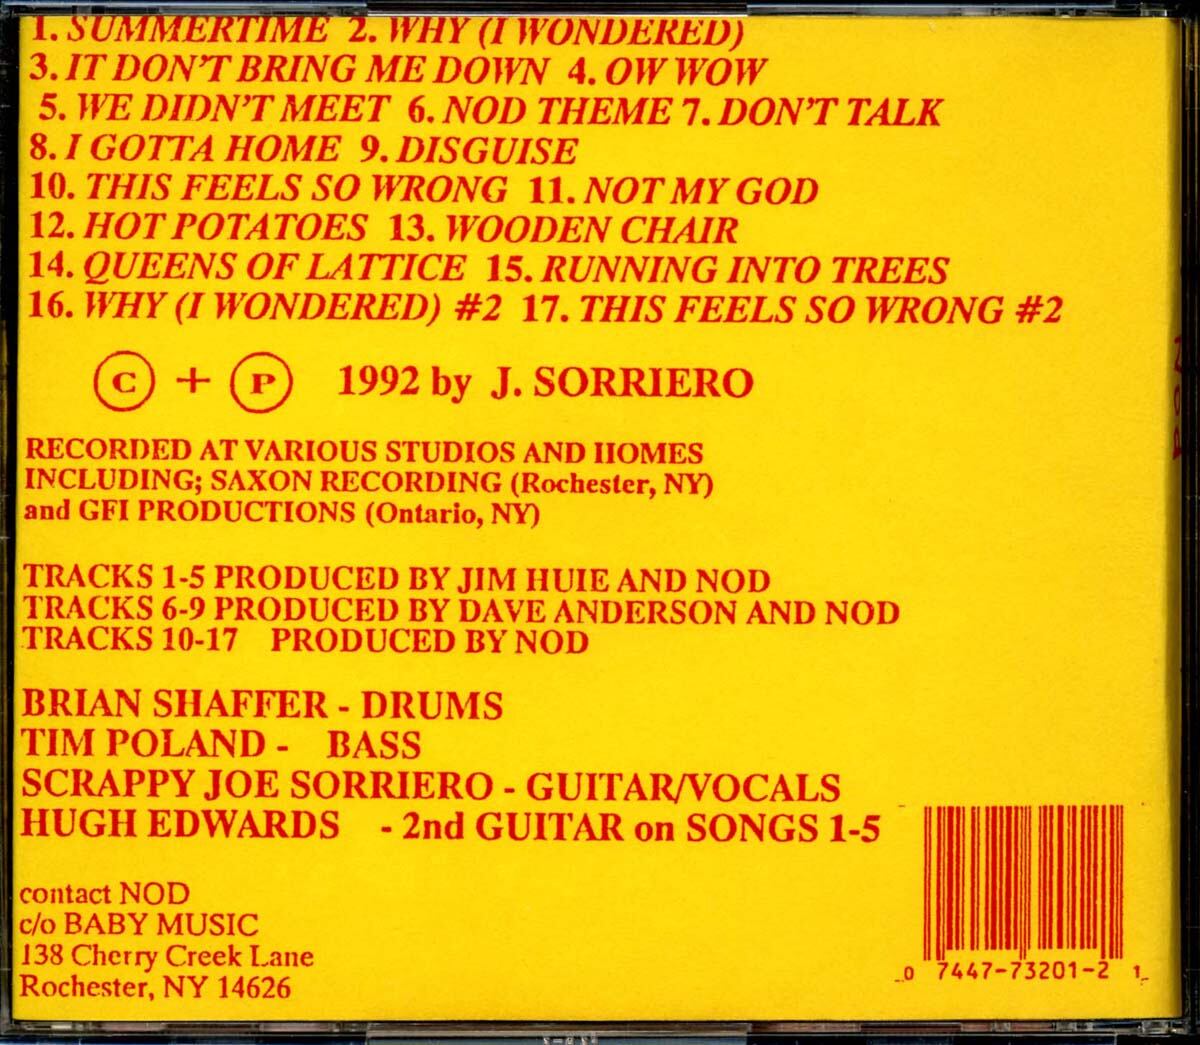 1. SUMMERTIME 2. WHY (I WONDERED)
3. IT DON'T BRING ME DOWN 4. OW WOW
5. WE DIDN'T MEET 6. NOD THEME 7. DON'T TALK
8. I GOTTA HOME 9. DISGUISE
10. THIS FEELS SO WRONG 11. NOT MY GOD
12. HOT POTATOES 13. WOODEN CHAIR
14. QUEENS OF LATTICE 15. RUNNING INTO TREES
16. WHY (I WONDERED) #2 17. THIS FEELS SO WRONG #2
© + ℗ 1992 by J. SORRIERO
RECORDED AT VARIOUS STUDIOS AND HOMES
INCLUDING; SAXON RECORDING (Rochester, NY)
and GFI PRODUCTIONS (Ontario, NY)
TRACKS 1-5 PRODUCED BY JIM HUIE AND NOD
TRACKS 6-9 PRODUCED BY DAVE ANDERSON AND NOD
TRACKS 10-17 PRODUCED BY NOD
BRIAN SHAFFER - DRUMS
TIM POLAND - BASS
SCRAPPY JOE SORRIERO - GUITAR/VOCALS
HUGH EDWARDS - 2nd GUITAR on SONGS 1-5
contact NOD
c/o BABY MUSIC
138 Cherry Creek Lane
Rochester, NY 14626
0 7447-73201-2 1